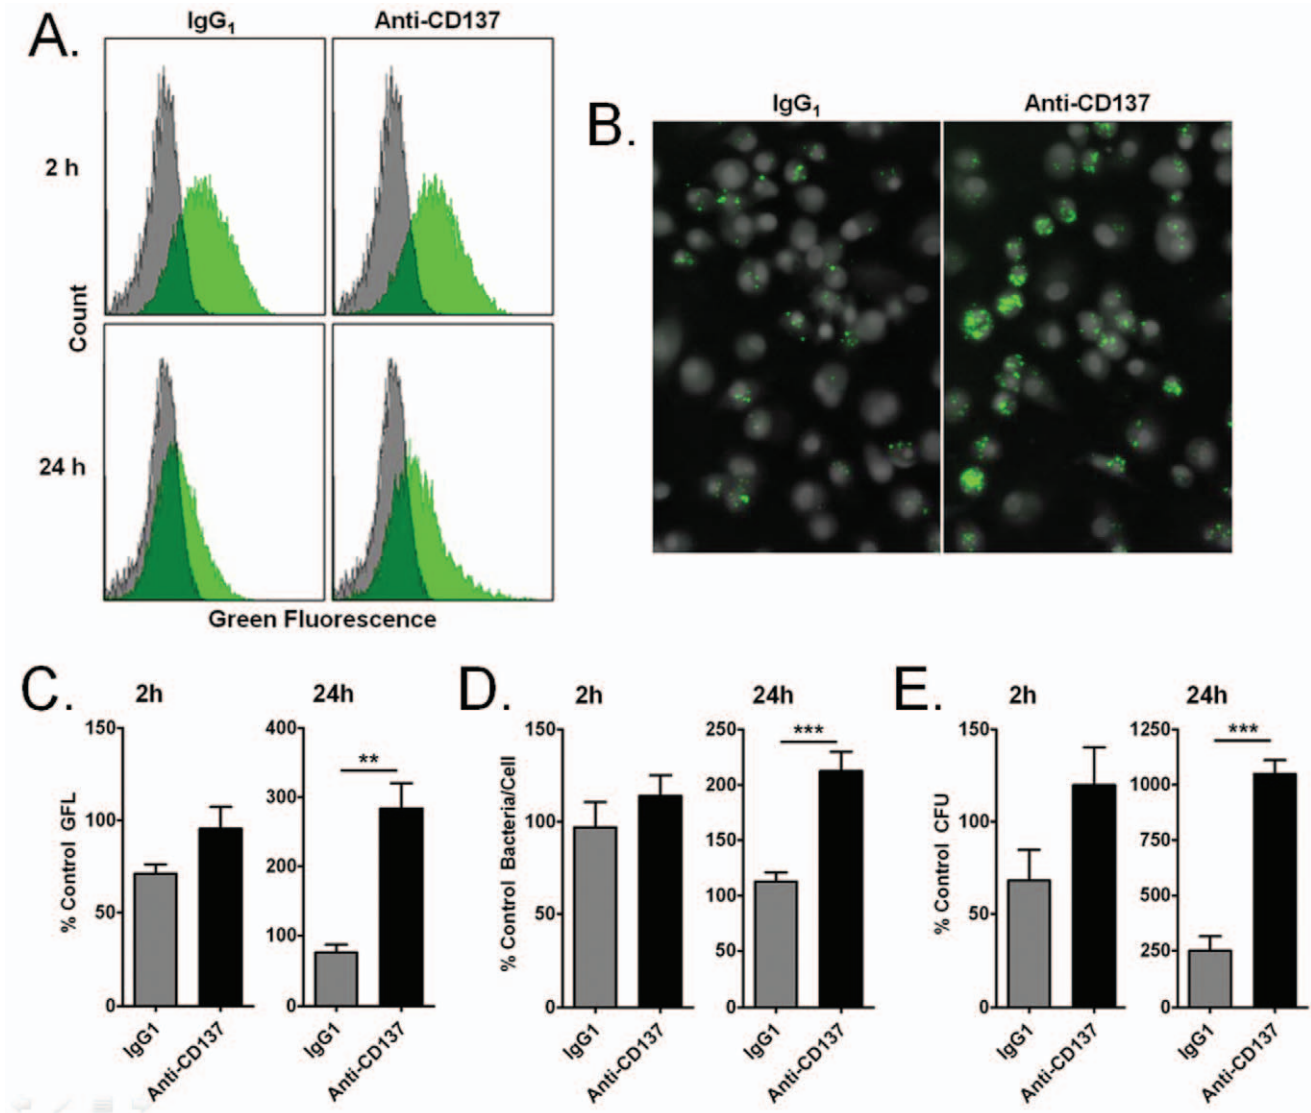 A.
IgG1
Anti-CD137
2 h
24 h
Count
Green Fluorescence
B.
IgG1
Anti-CD137
C.
2h
24h
% Control GFL
150
100
50
0
400
300
200
100
0
**
IgG1
Anti-CD137
IgG1
Anti-CD137
D.
2h
24h
% Control Bacteria/Cell
150
100
50
0
250
200
150
100
50
0
***
IgG1
Anti-CD137
IgG1
Anti-CD137
E.
2h
24h
% Control CFU
150
100
50
0
1250
1000
750
500
250
0
***
IgG1
Anti-CD137
IgG1
Anti-CD137